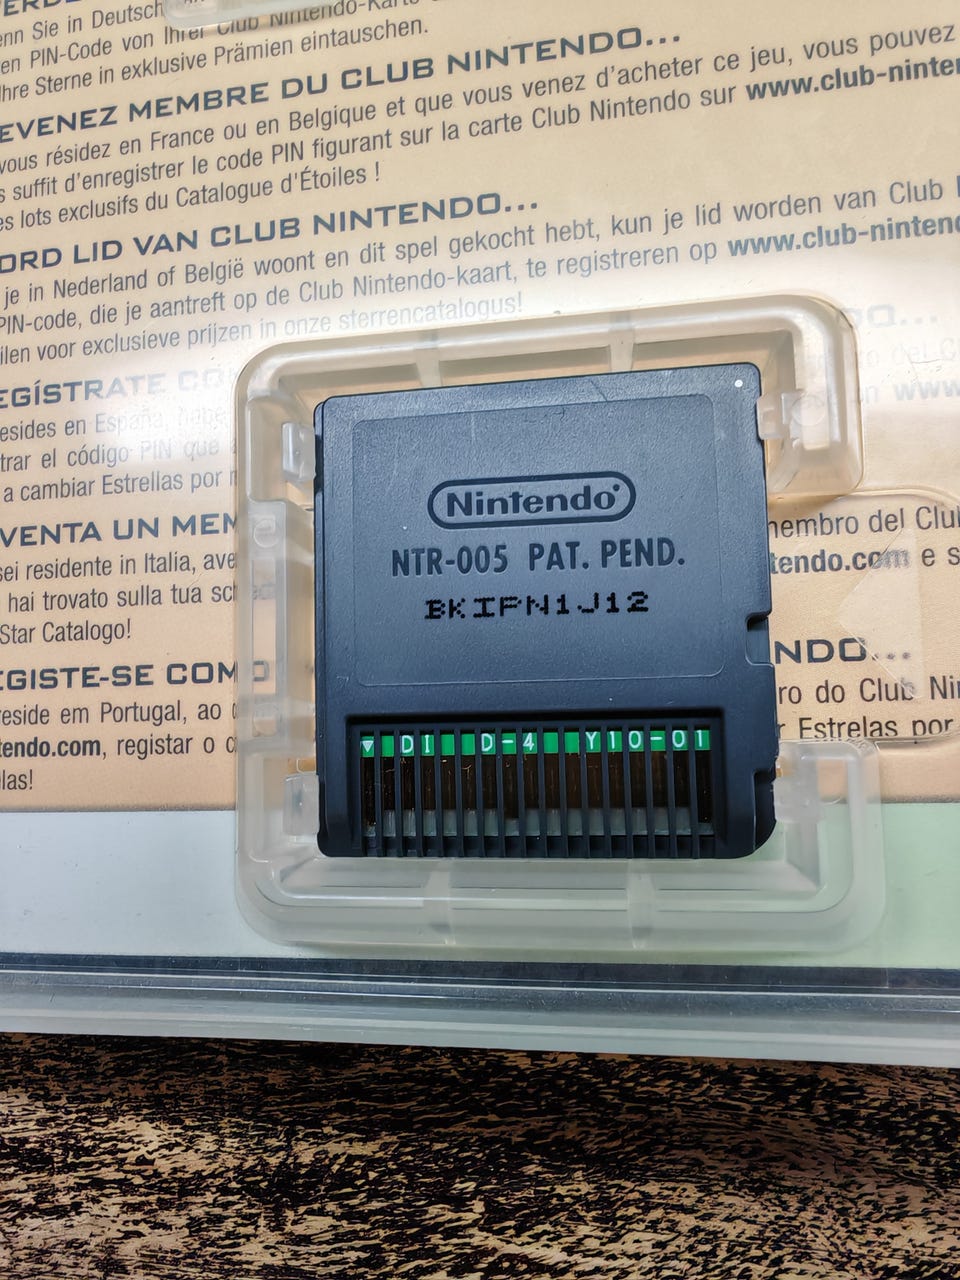 enn Sie in Deutsch
en PIN-Code von Ihrer Club Nintendo-Karte
Ihre Sterne in exklusive Prämien eintauschen.
EVENEZ MEMBRE DU CLUB NINTENDO...
vous résidez en France ou en Belgique et que vous venez d'acheter ce jeu, vous pouvez
s suffit d'enregistrer le code PIN figurant sur la carte Club Nintendo sur www.club-ninten
es lots exclusifs du Catalogue d'Étoiles !
ORD LID VAN CLUB NINTENDO...
je in Nederland of België woont en dit spel gekocht hebt, kun je lid worden van Club
PIN-code, die je aantreft op de Club Nintendo-kaart, te registreren op www.club-nintendo
ilen voor exclusieve prijzen in onze sterrencatalogus!
EGÍSTRATE CO
esides en España,
trar el código PIN que
a cambiar Estrellas por
VENTA UN MEM
sei residente in Italia, ave
hai trovato sulla tua sc
Star Catalogo!
membro del Club
tendo.com e s
EGISTE-SE COMO
NDO...
reside em Portugal, ao
ro do Club Nin
tendo.com, registar o c
Estrelas por
las!
Nintendo
NTR-005 PAT. PEND.
BKIPN1J12
▼ DI D-4 Y10-01